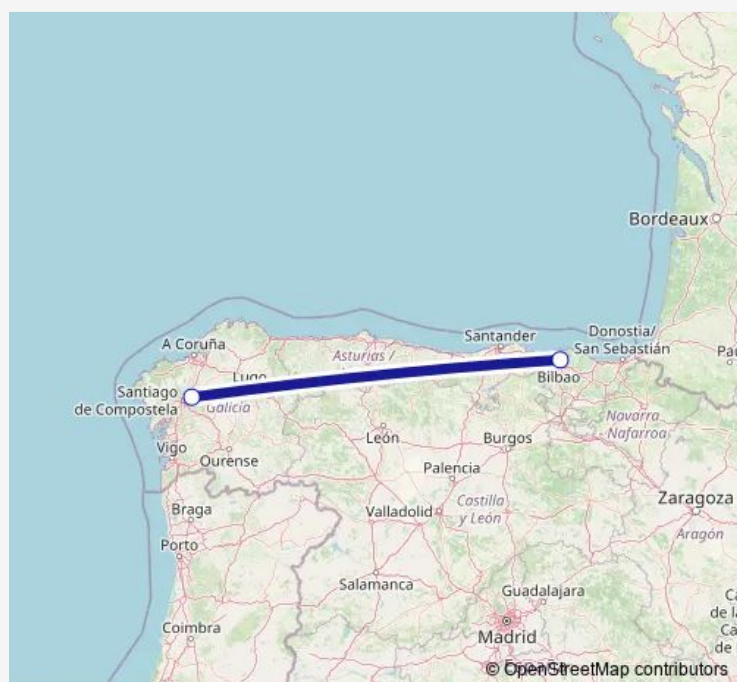 Bordeaux
Santander
Donostia/
San Sebastián
A Coruña
Asturias /
Lugo
Bilbao
Santiago
de Compostela
Galicia
León
Burgos
Navarra
Nafarroa
Vigo
Ourense
Palencia
Castilla
y León
Zaragoza
Aragón
Braga
Valladolid
Porto
Salamanca
Guadalajara
Coimbra
Madrid
© OpenStreetMap contributors